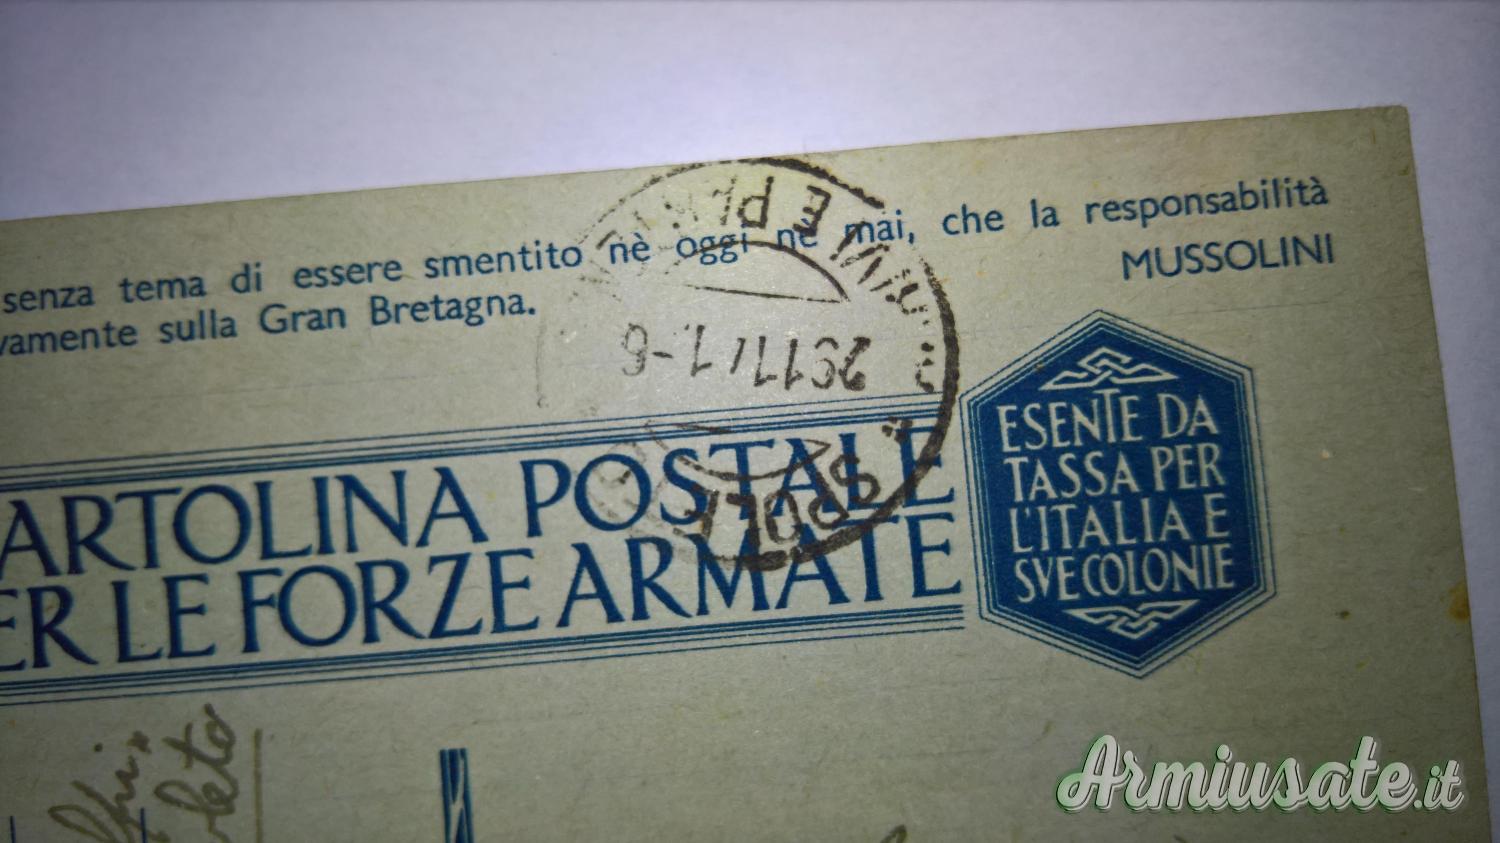 senza tema di essere smentito nè oggi nè mai, che la responsabilità
vamente sulla Gran Bretagna.
MUSSOLINI
ARTOLINA POSTALE
ER LE FORZE ARMATE
ESENTE DA
TASSA PER
L'ITALIA E
SVE COLONIE
Armiusate.it